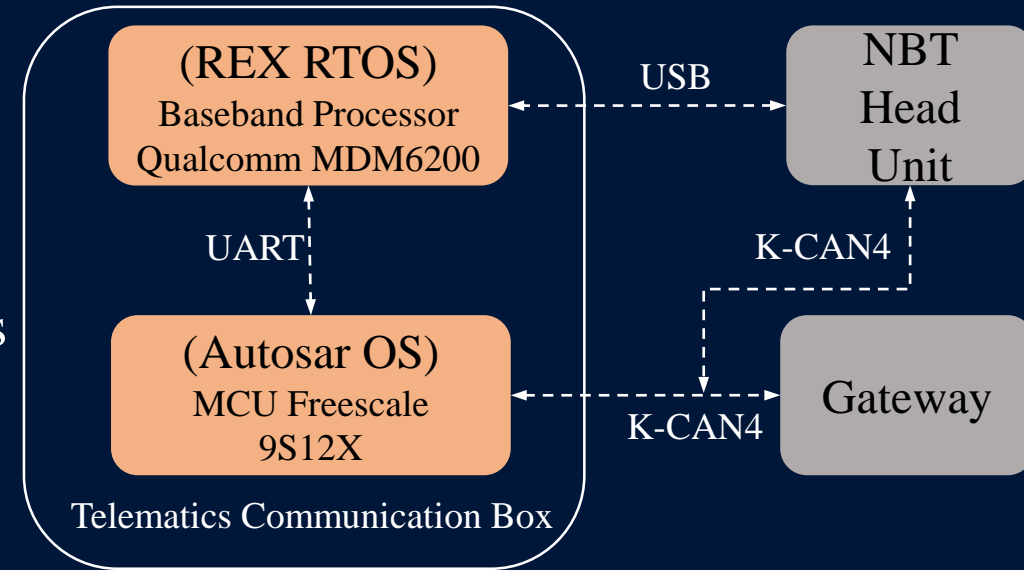 (REX RTOS)
Baseband Processor
Qualcomm MDM6200
USB
NBT
Head
Unit
UART
K-CAN4
s
(Autosar OS)
MCU Freescale
9S12X
K-CAN4
Gateway
Telematics Communication Box